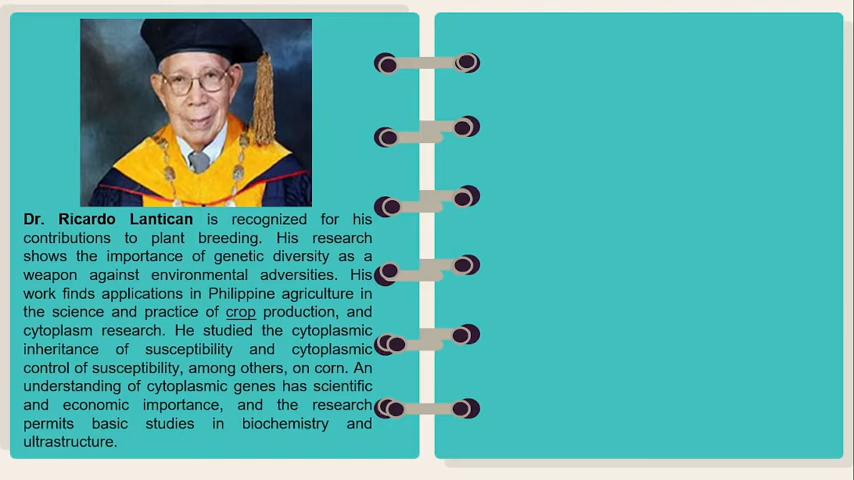 Dr. Ricardo Lantican is recognized for his
contributions to plant breeding. His research
shows the importance of genetic diversity as a
weapon against environmental adversities. His
work finds applications in Philippine agriculture in
the science and practice of crop production, and
cytoplasm research. He studied the cytoplasmic
inheritance of susceptibility and cytoplasmic
control of susceptibility, among others, on corn. An
understanding of cytoplasmic genes has scientific
and economic importance, and the research
permits basic studies in biochemistry and
ultrastructure.